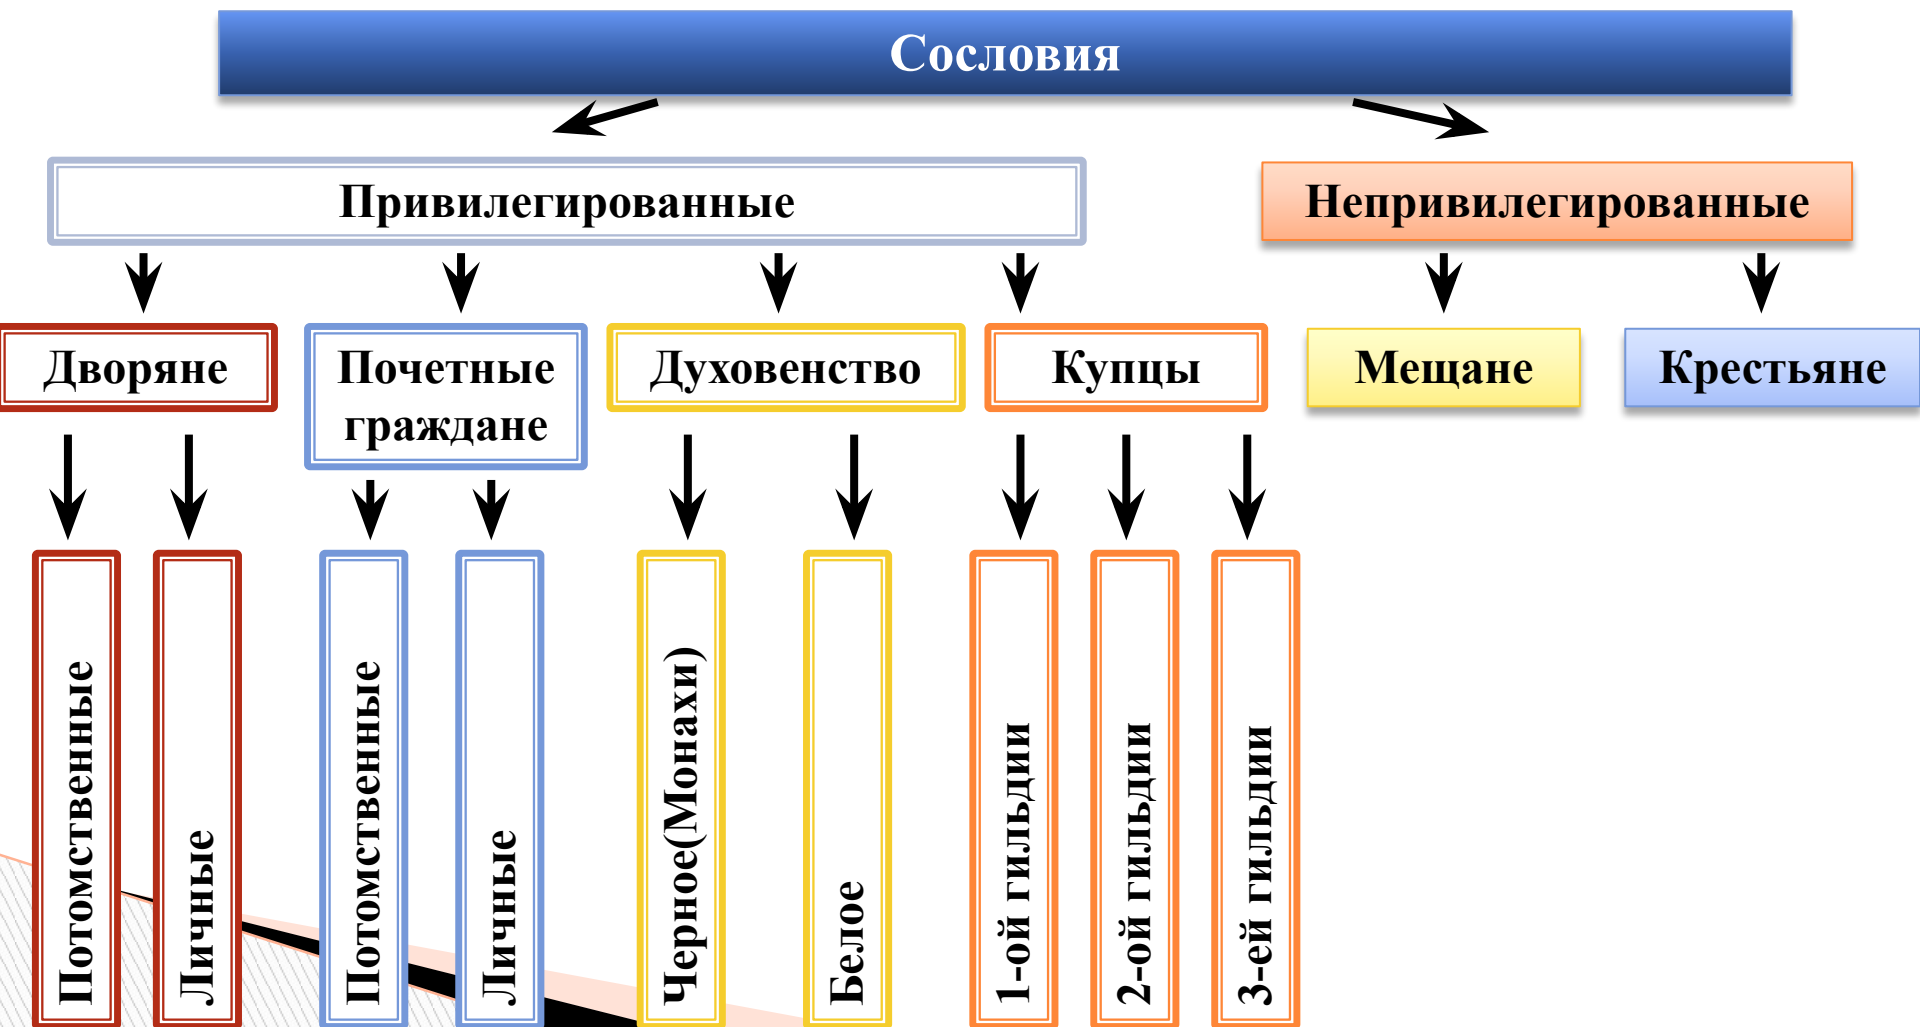 Сословия
Привилегированные
Непривилегированные
Дворяне
Почетные
граждане
Духовенство
Купцы
Мещане
Крестьяне
Потомственные
Личные
Потомственные
Личные
Черное(Монахи)
Белое
1-ой гильдии
2-ой гильдии
3-ей гильдии